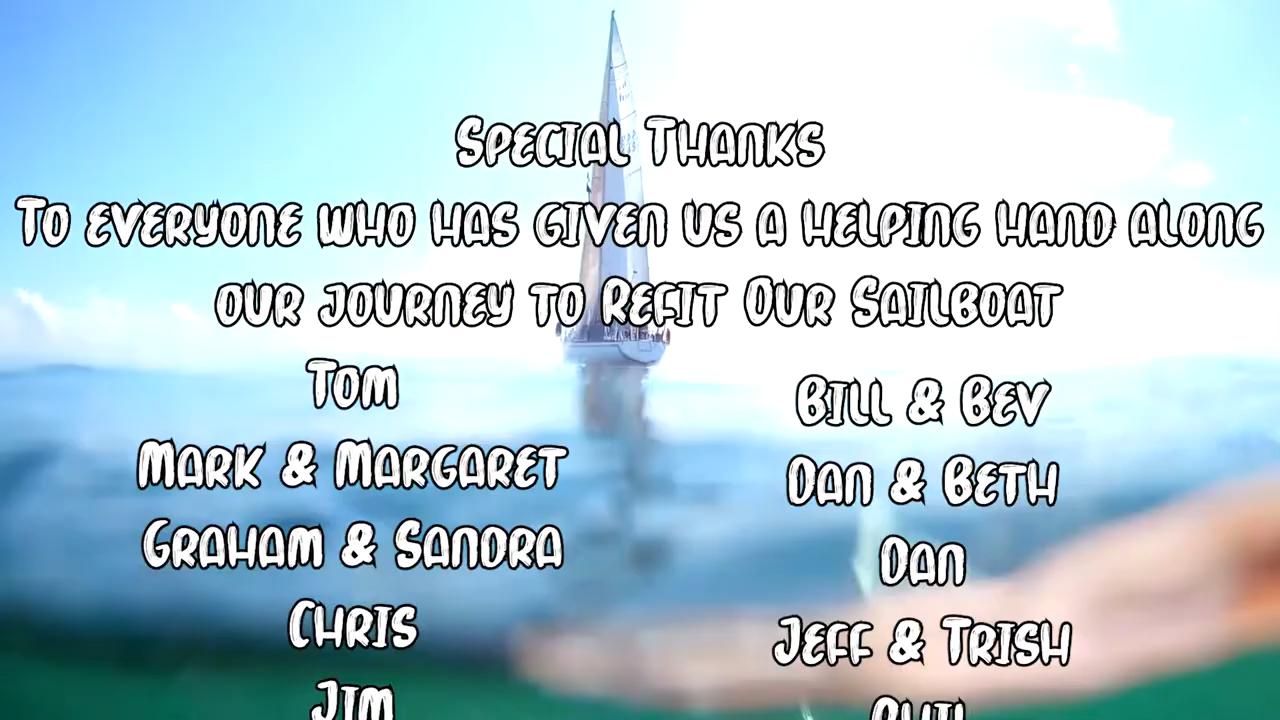 Special Thanks
To everyone who has given us a helping hand along
our journey to Refit Our Sailboat
Tom
Bill & Bev
Mark & Margaret
Dan & Beth
Graham & Sandra
Dan
Chris
Jeff & Trish
Jim